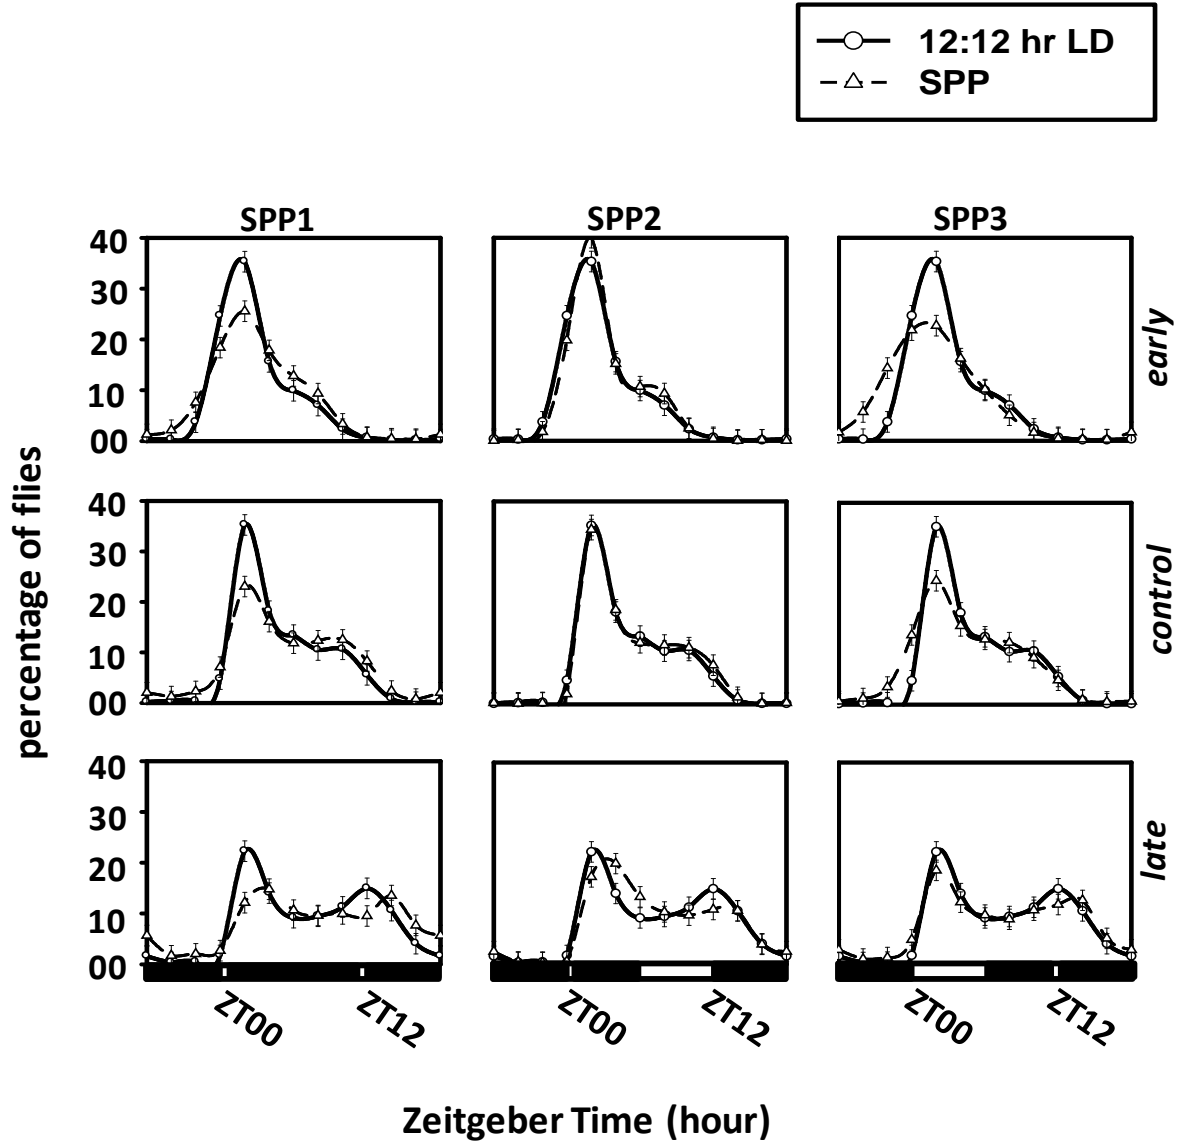 12:12 hr LD
SPP
SPP1 SPP2 SPP3
40
30
20
10
00
early
40
30
20
10
00
control
40
30
20
10
00
late
percentage of flies
ZT00 ZT12 ZT00 ZT12 ZT00 ZT12
Zeitgeber Time (hour)